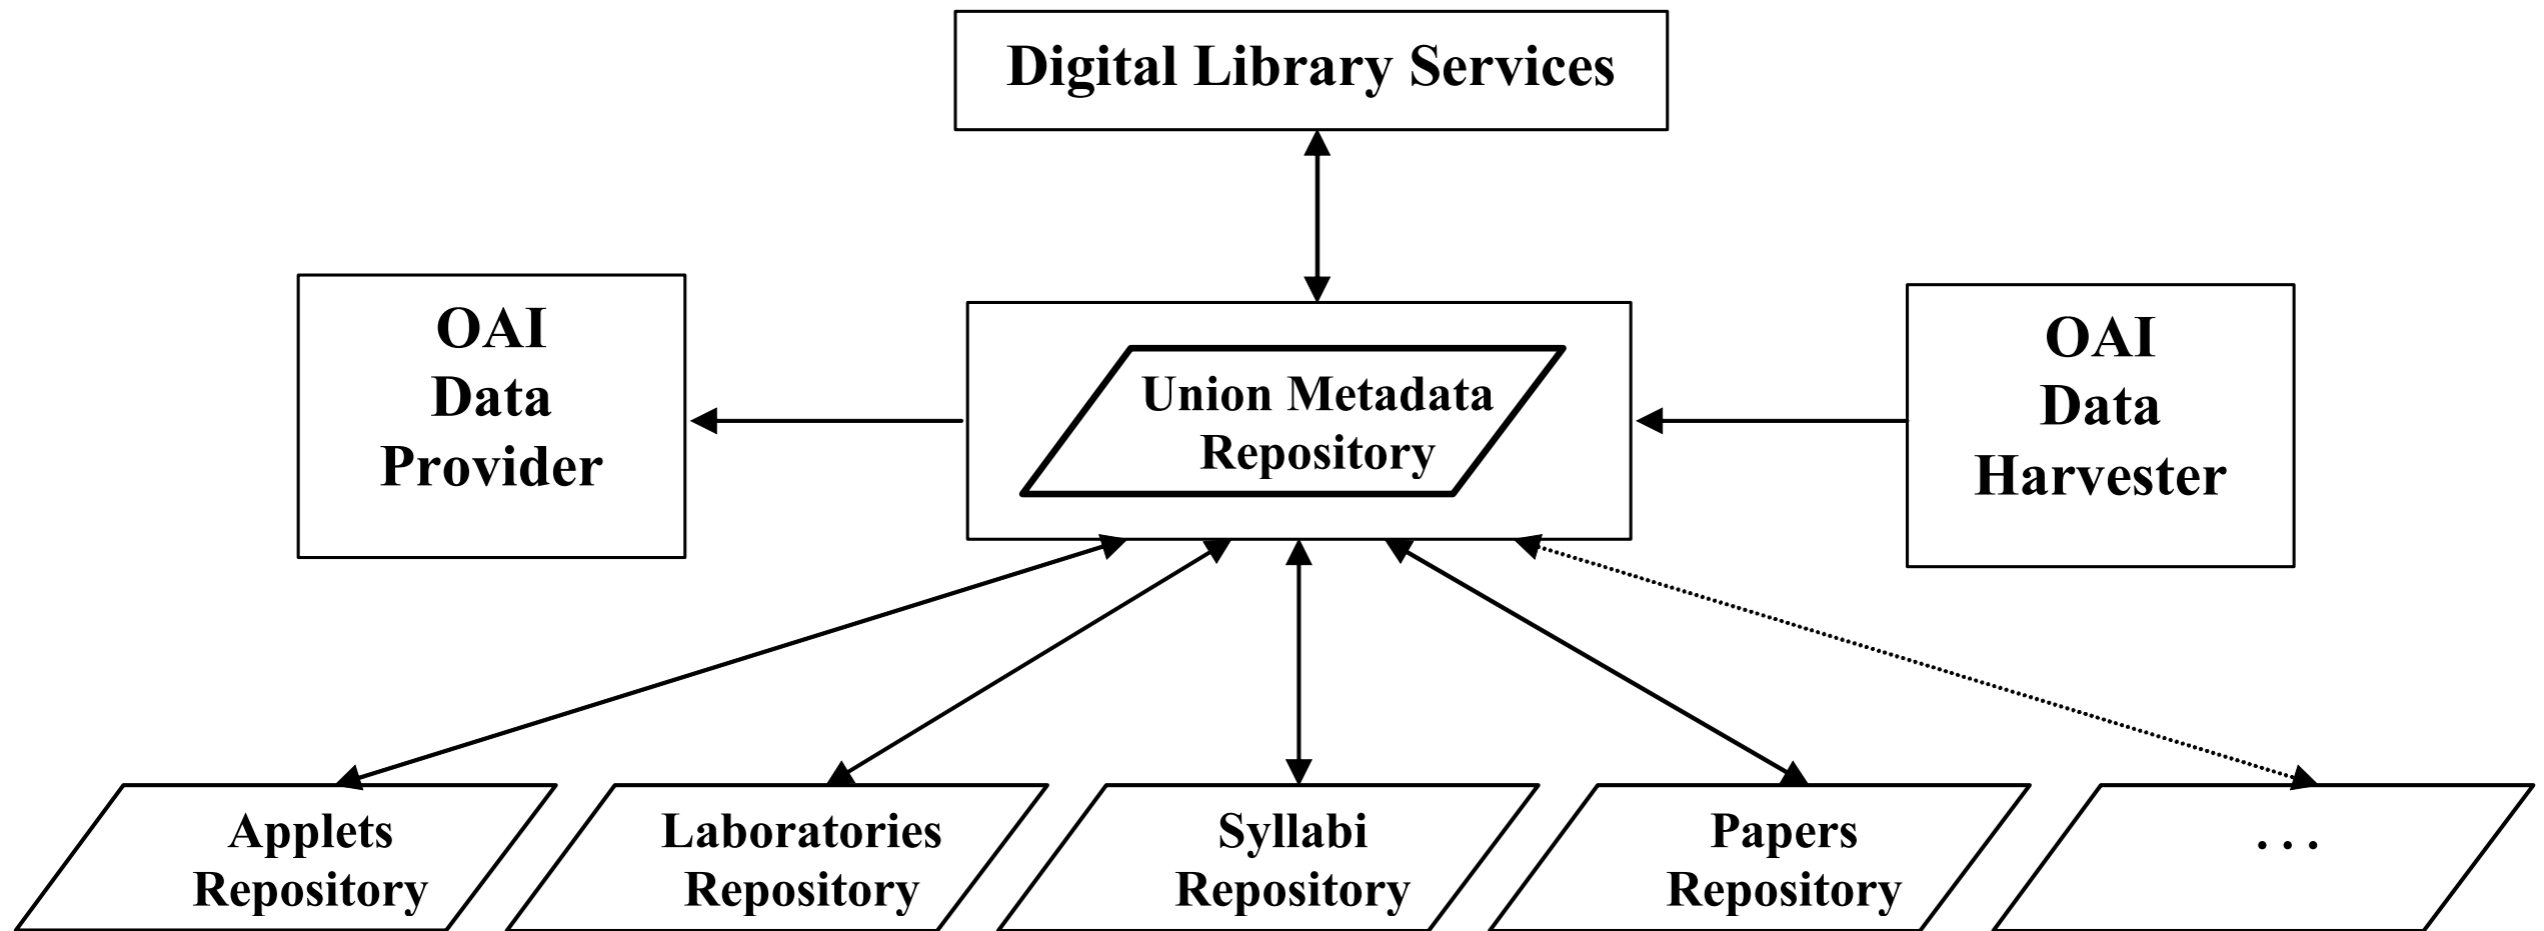 Digital Library Services
OAI
Data
Provider
Union Metadata
Repository
OAI
Data
Harvester
Applets
Repository
Laboratories
Repository
Syllabi
Repository
Papers
Repository
. . .